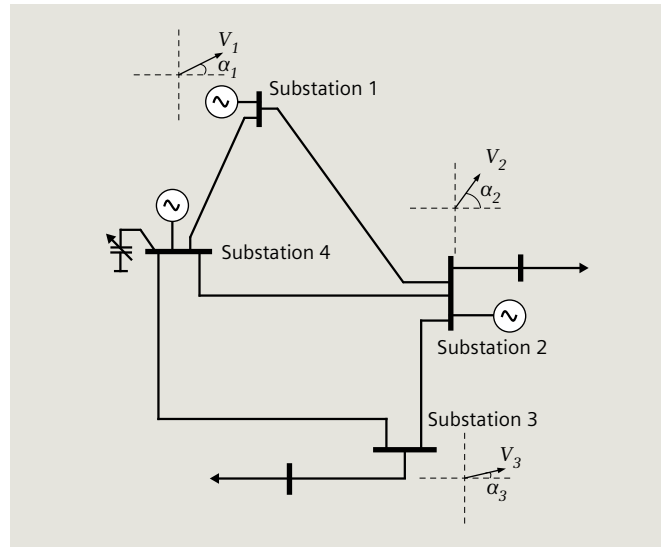 V1
α1
Substation 1
V2
α2
Substation 4
Substation 2
Substation 3
V3
α3